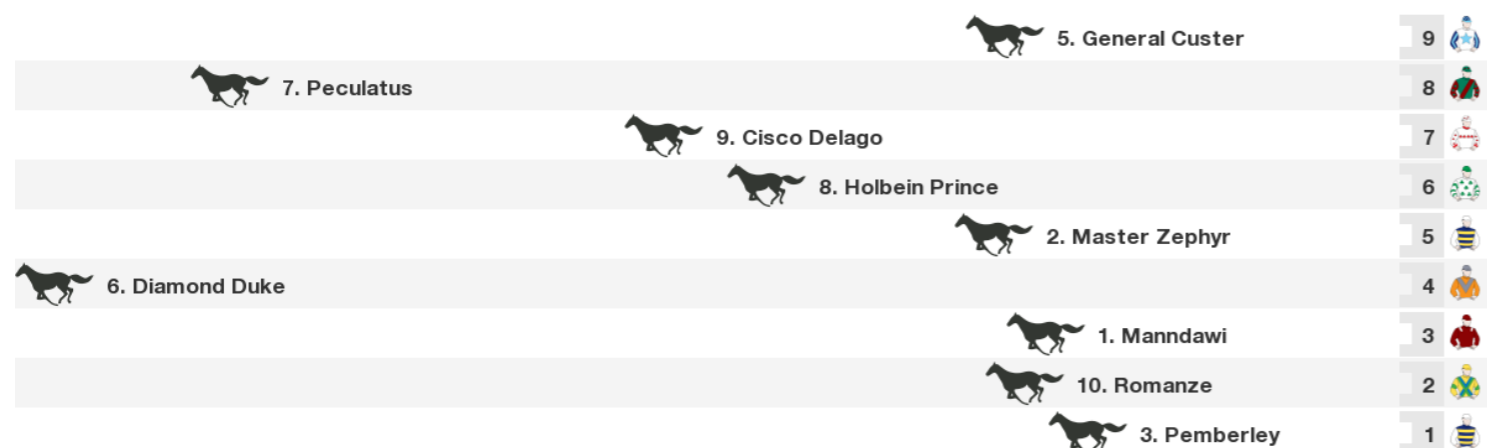 5. General Custer 9
7. Peculatus 8
9. Cisco Delago 7
8. Holbein Prince 6
2. Master Zephyr 5
6. Diamond Duke 4
1. Manndawi 3
10. Romanze 2
3. Pemberley 1